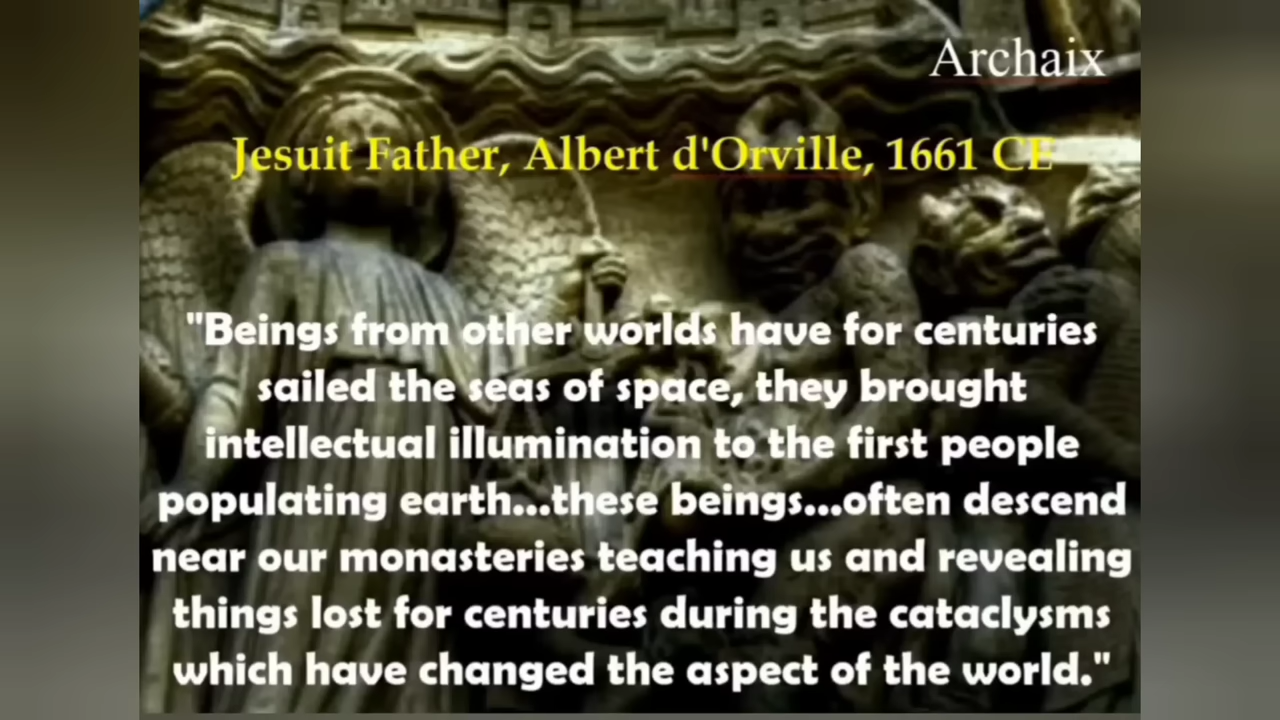 Archaix
Jesuit Father, Albert d'Orville, 1661 CE
"Beings from other worlds have for centuries
sailed the seas of space, they brought
intellectual illumination to the first people
populating earth...these beings...often descend
near our monasteries teaching us and revealing
things lost for centuries during the cataclysms
which have changed the aspect of the world."